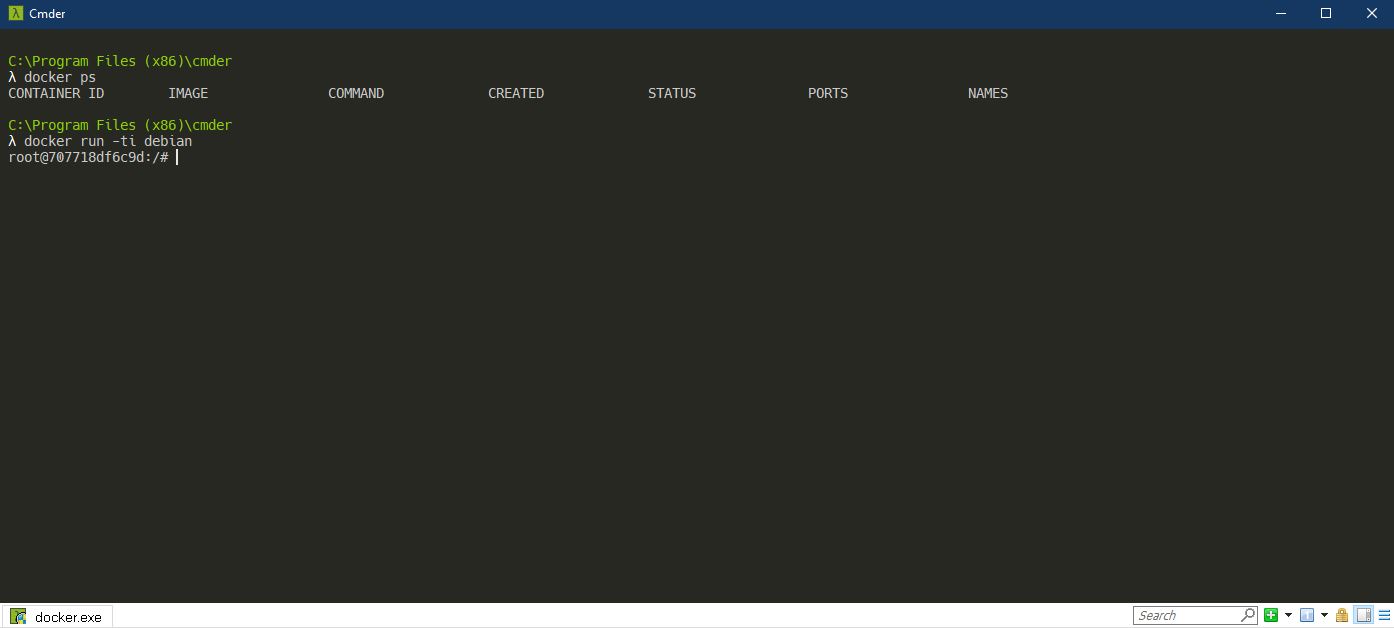 λ Cmder
C:\Program Files (x86)\cmder
λ docker ps
CONTAINER ID        IMAGE               COMMAND             CREATED             STATUS              PORTS               NAMES
C:\Program Files (x86)\cmder
λ docker run -ti debian
root@707718df6c9d:/#
docker.exe
Search